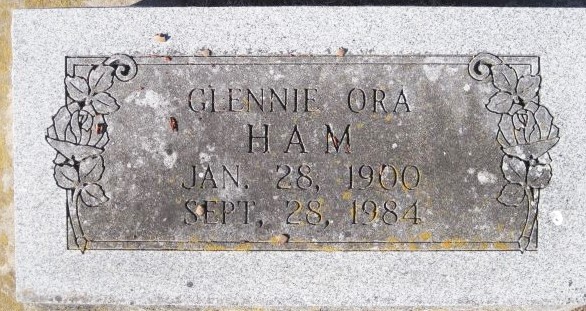 GLENNIE ORA
HAM
JAN. 28, 1900
SEPT. 28, 1984